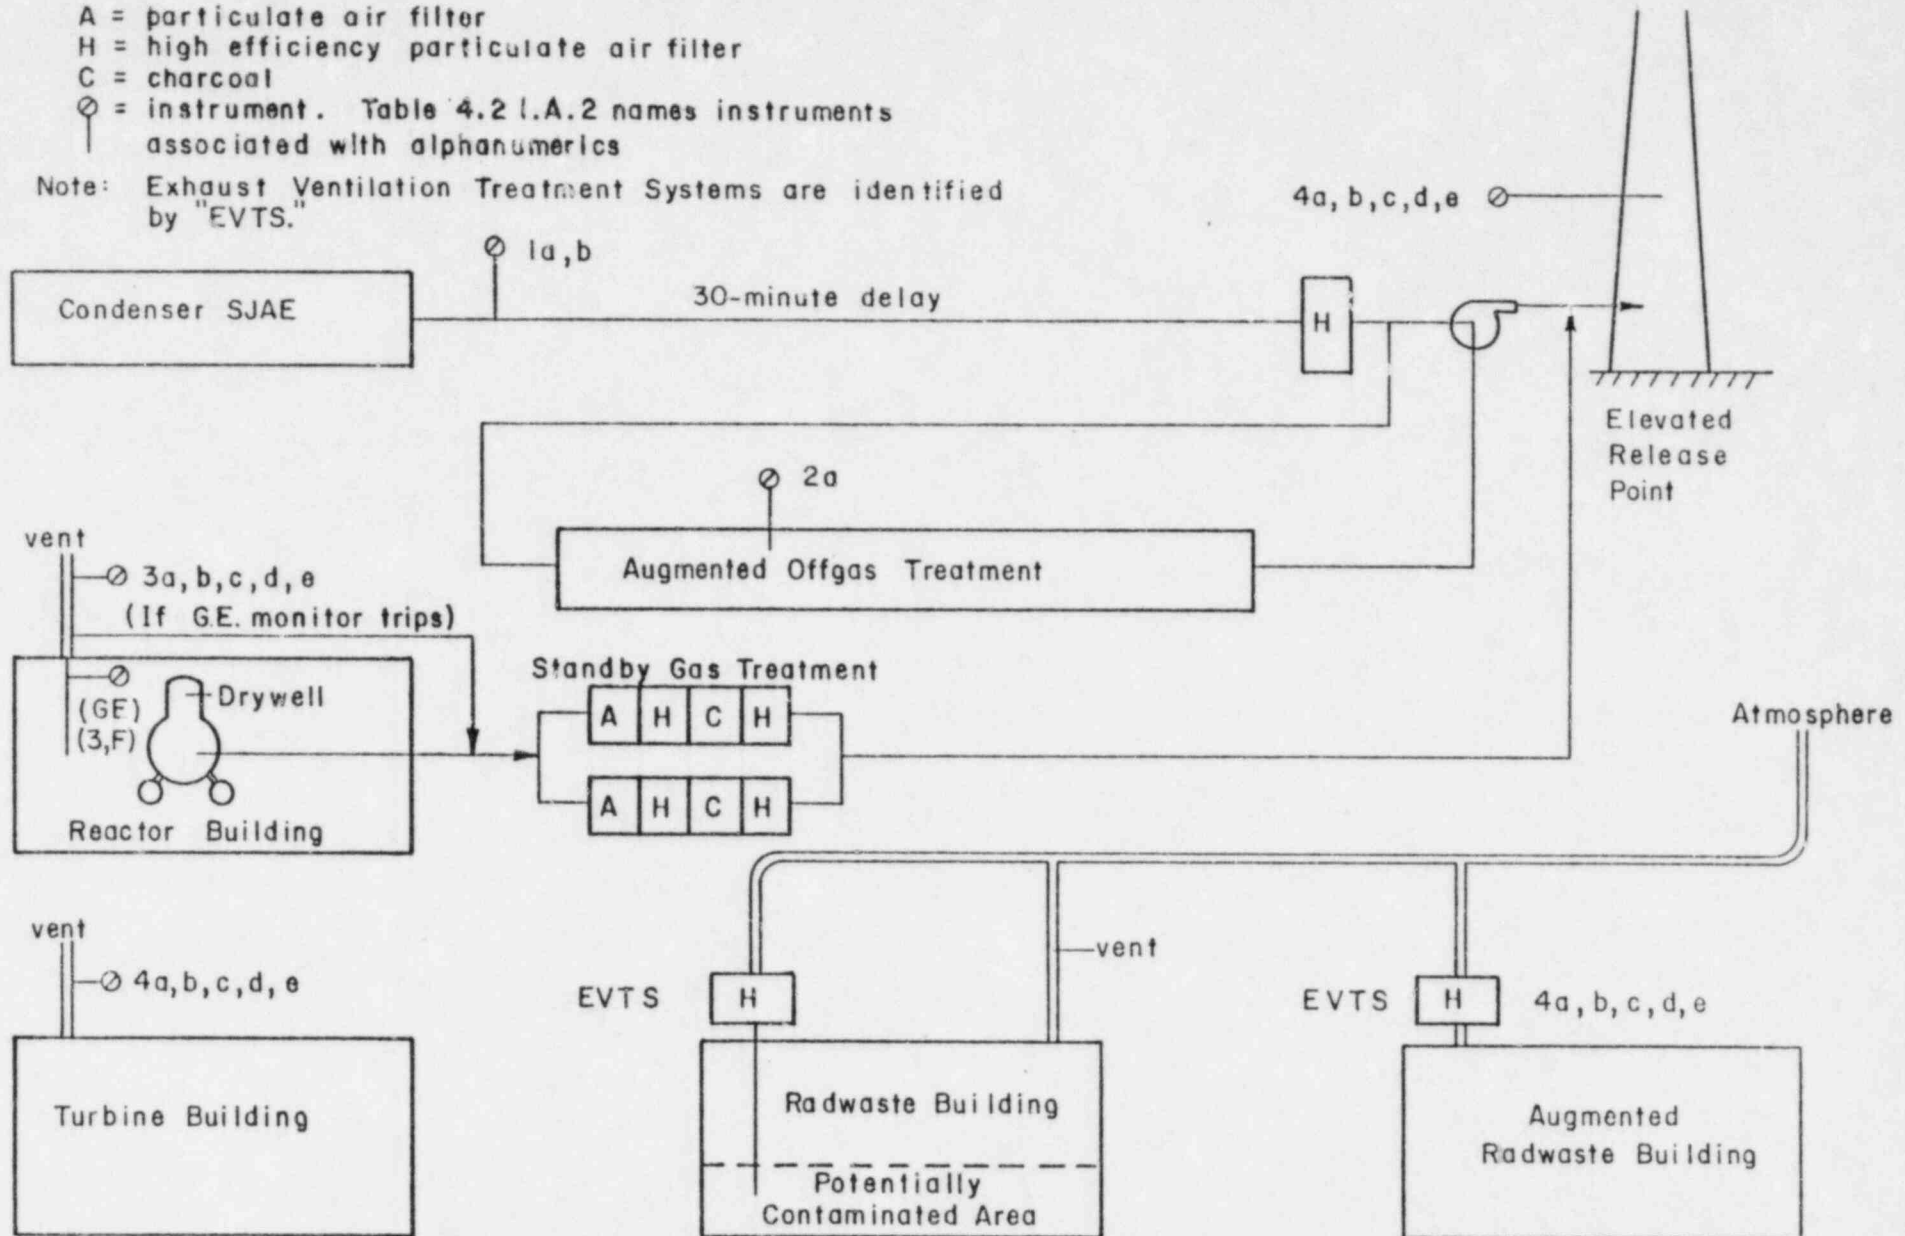 A = particulate air filter
H = high efficiency particulate air filter
C = charcoal
= instrument. Table 4.2 I.A.2 names instruments
associated with alphanumerics
Note: Exhaust Ventilation Treatment Systems are identified
by "EVTS."
4a, b, c, d, e
1a, b
Condenser SJAE
30-minute delay
H
Elevated
Release
Point
2a
Augmented Offgas Treatment
vent
3a, b, c, d, e
(If G.E. monitor trips)
Standby Gas Treatment
A H C H
(GE)
(3,F)
Drywell
A H C H
Reactor Building
Atmosphere
vent
4a, b, c, d, e
vent
EVTS
H
EVTS
H
4a, b, c, d, e
Turbine Building
Radwaste Building
Potentially
Contaminated Area
Augmented
Radwaste Building